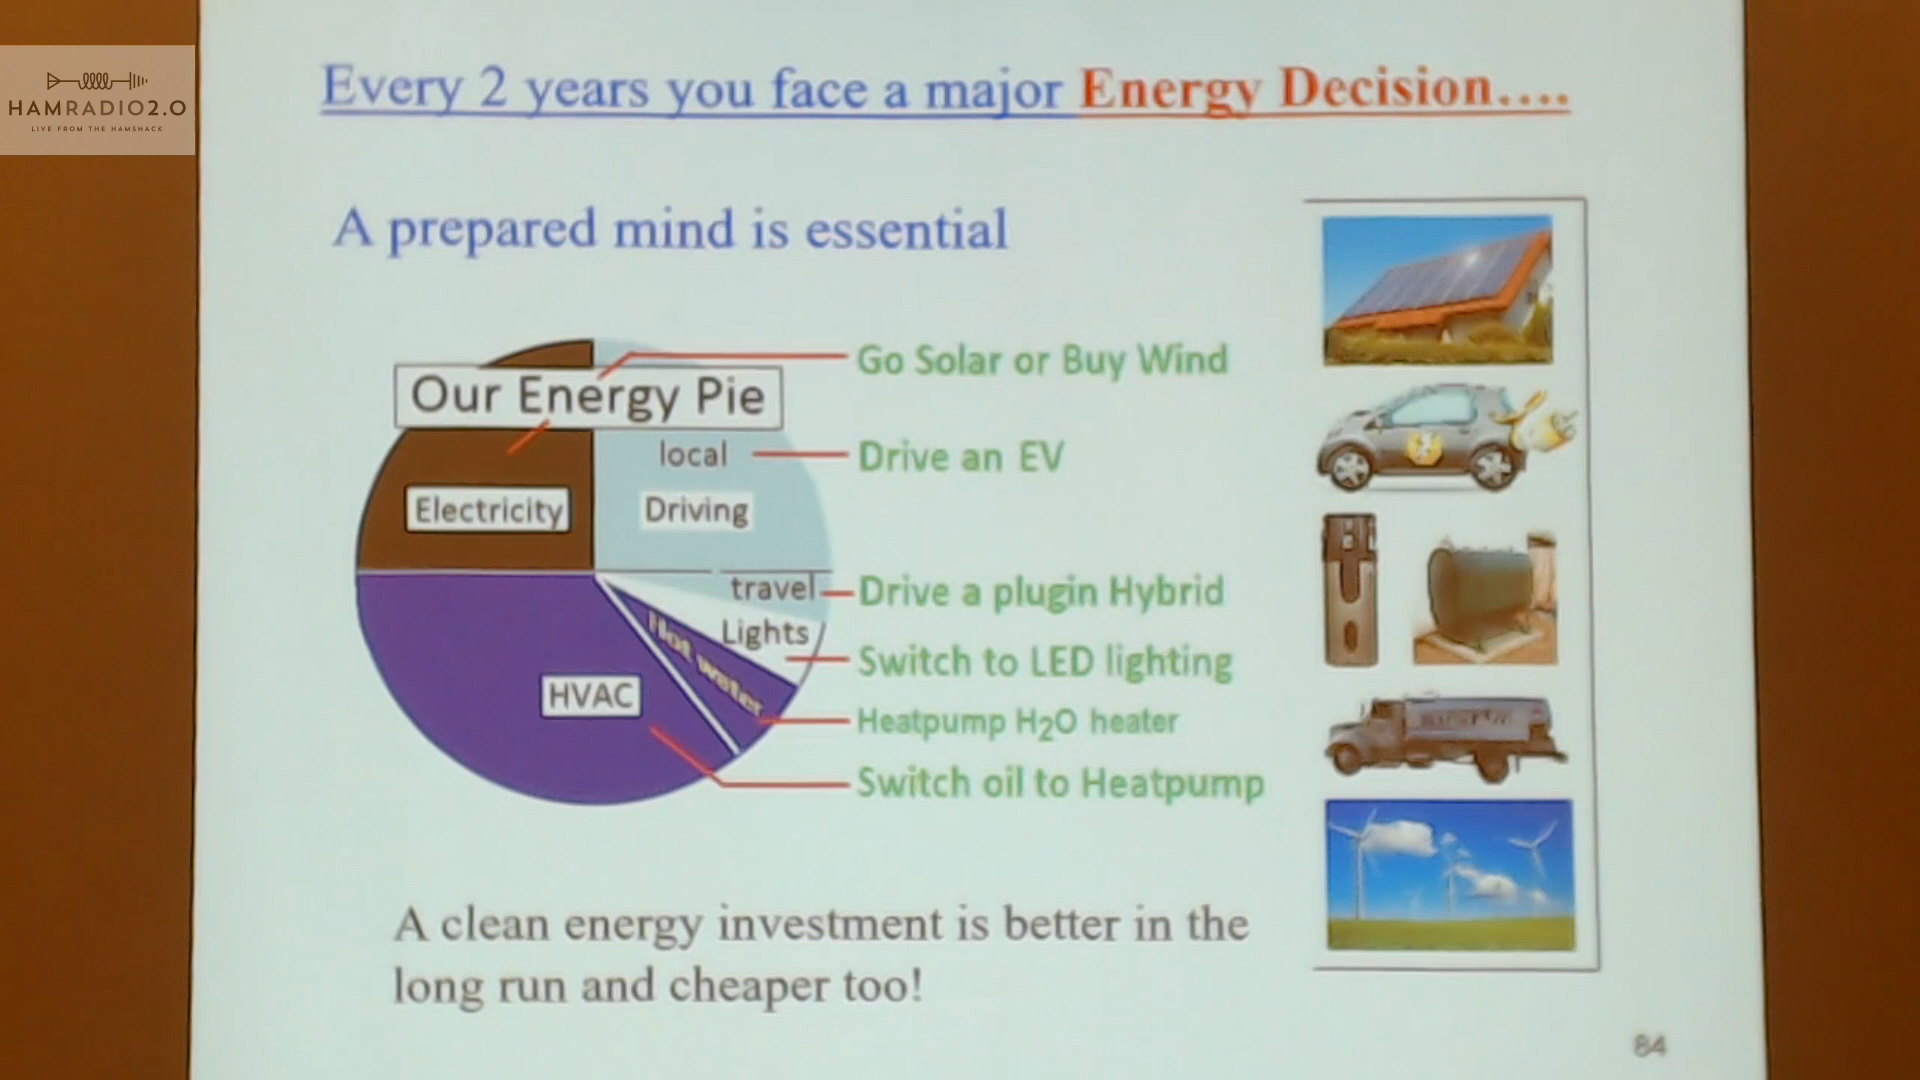 HAMRADIO2.0
LIVE FROM THE HAMSHACK
Every 2 years you face a major Energy Decision....
A prepared mind is essential
Our Energy Pie
Go Solar or Buy Wind
local
Drive an EV
Electricity
Driving
travel
Drive a plugin Hybrid
Lights
Switch to LED lighting
Hot water
Heatpump H2O heater
HVAC
Switch oil to Heatpump
A clean energy investment is better in the
long run and cheaper too!
84